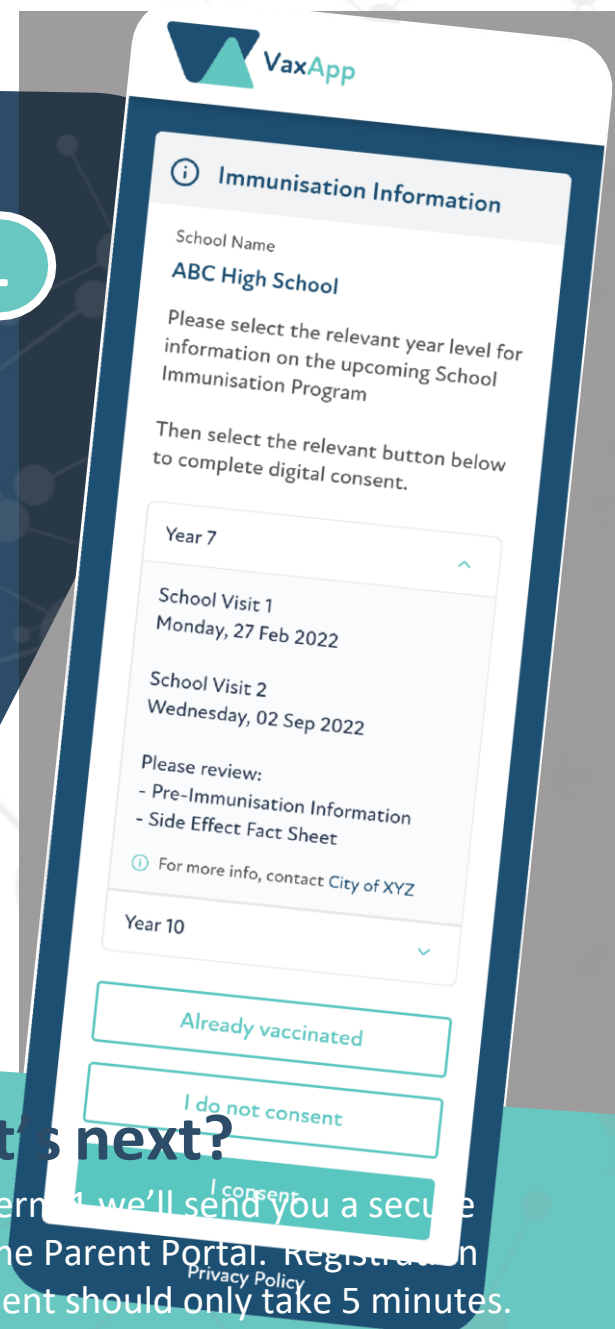 VaxApp
Immunisation Information
School Name
ABC High School
Please select the relevant year level for
information on the upcoming School
Immunisation Program
Then select the relevant button below
to complete digital consent.
Year 7
School Visit 1
Monday, 27 Feb 2022
School Visit 2
Wednesday, 02 Sep 2022
Please review:
- Pre-Immunisation Information
- Side Effect Fact Sheet
For more info, contact City of XYZ
Year 10
Already vaccinated
I do not consent
t's next?
I consent
we'll send you a secure
Parent Portal. Registration
Privacy Policy
should only take 5 minutes.